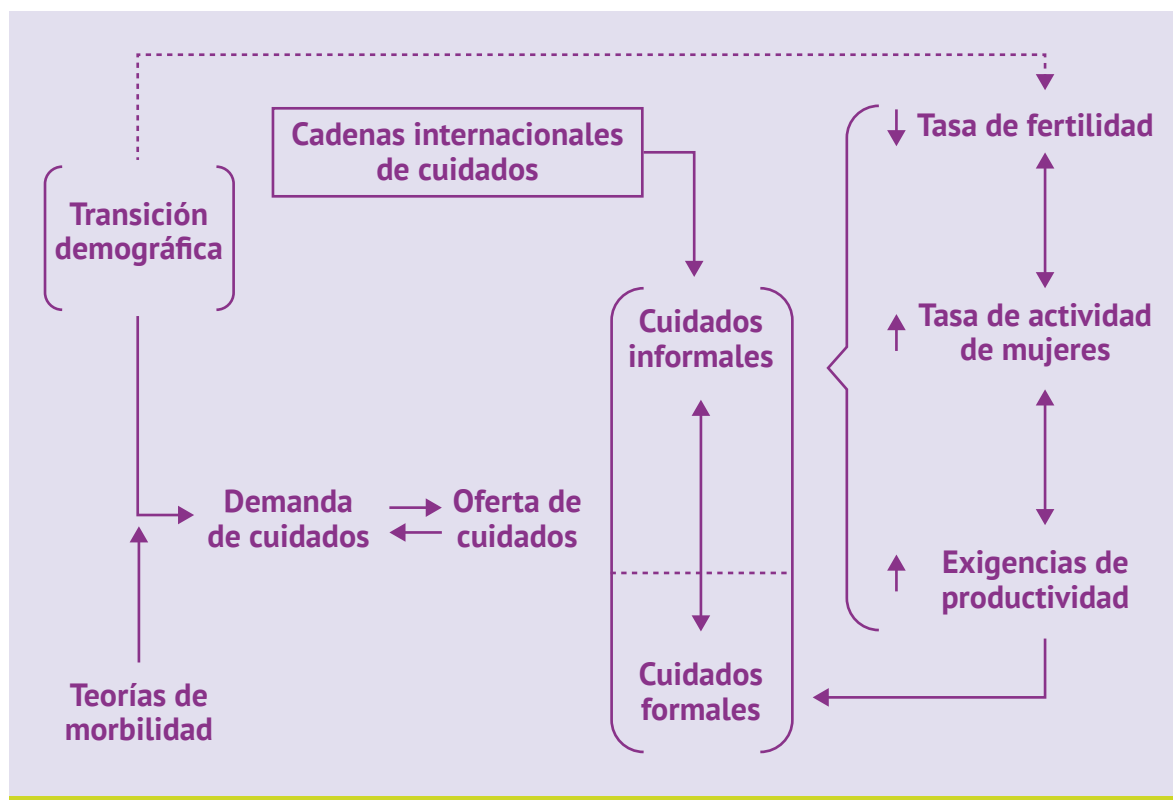 Cadenas internacionales
de cuidados
Tasa de fertilidad
Transición
demográfica
Cuidados
informales
Tasa de actividad
de mujeres
Demanda
de cuidados
Oferta de
cuidados
Exigencias de
productividad
Teorías de
morbilidad
Cuidados
formales